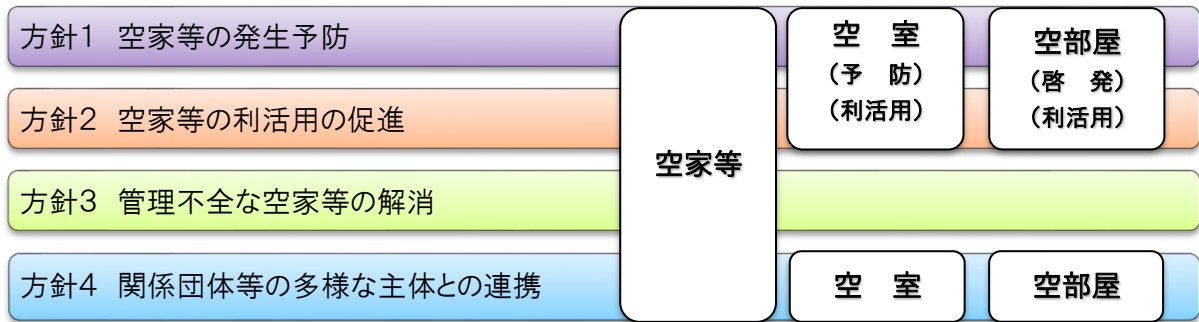 方針1 空家等の発生予防
方針2 空家等の利活用の促進
方針3 管理不全な空家等の解消
方針4 関係団体等の多様な主体との連携
空家等
空 室
(予 防)
(利活用)
空部屋
(啓 発)
(利活用)
空 室
空部屋